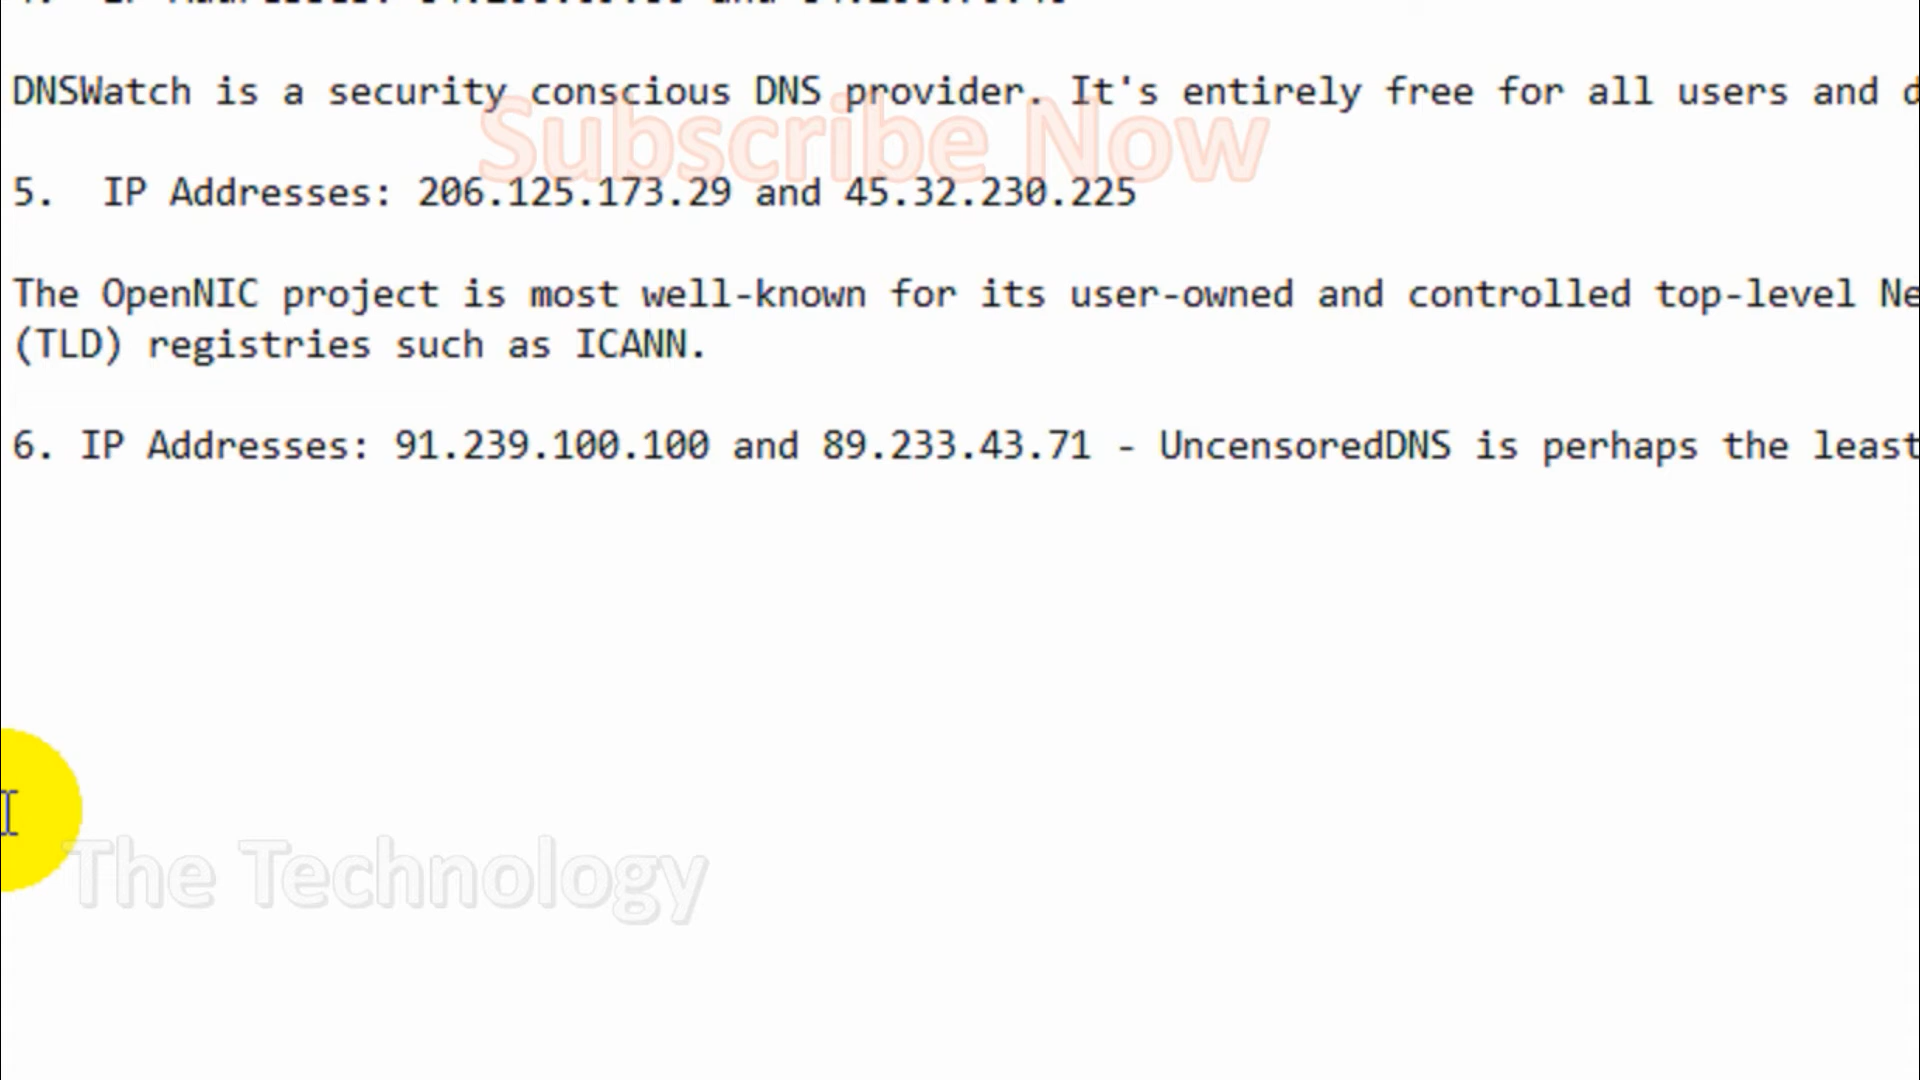 DNSWatch is a security conscious DNS provider. It's entirely free for all users and d
Subscribe Now
5. IP Addresses: 206.125.173.29 and 45.32.230.225
The OpenNIC project is most well-known for its user-owned and controlled top-level Ne
(TLD) registries such as ICANN.
6. IP Addresses: 91.239.100.100 and 89.233.43.71 - UncensoredDNS is perhaps the least
The Technology